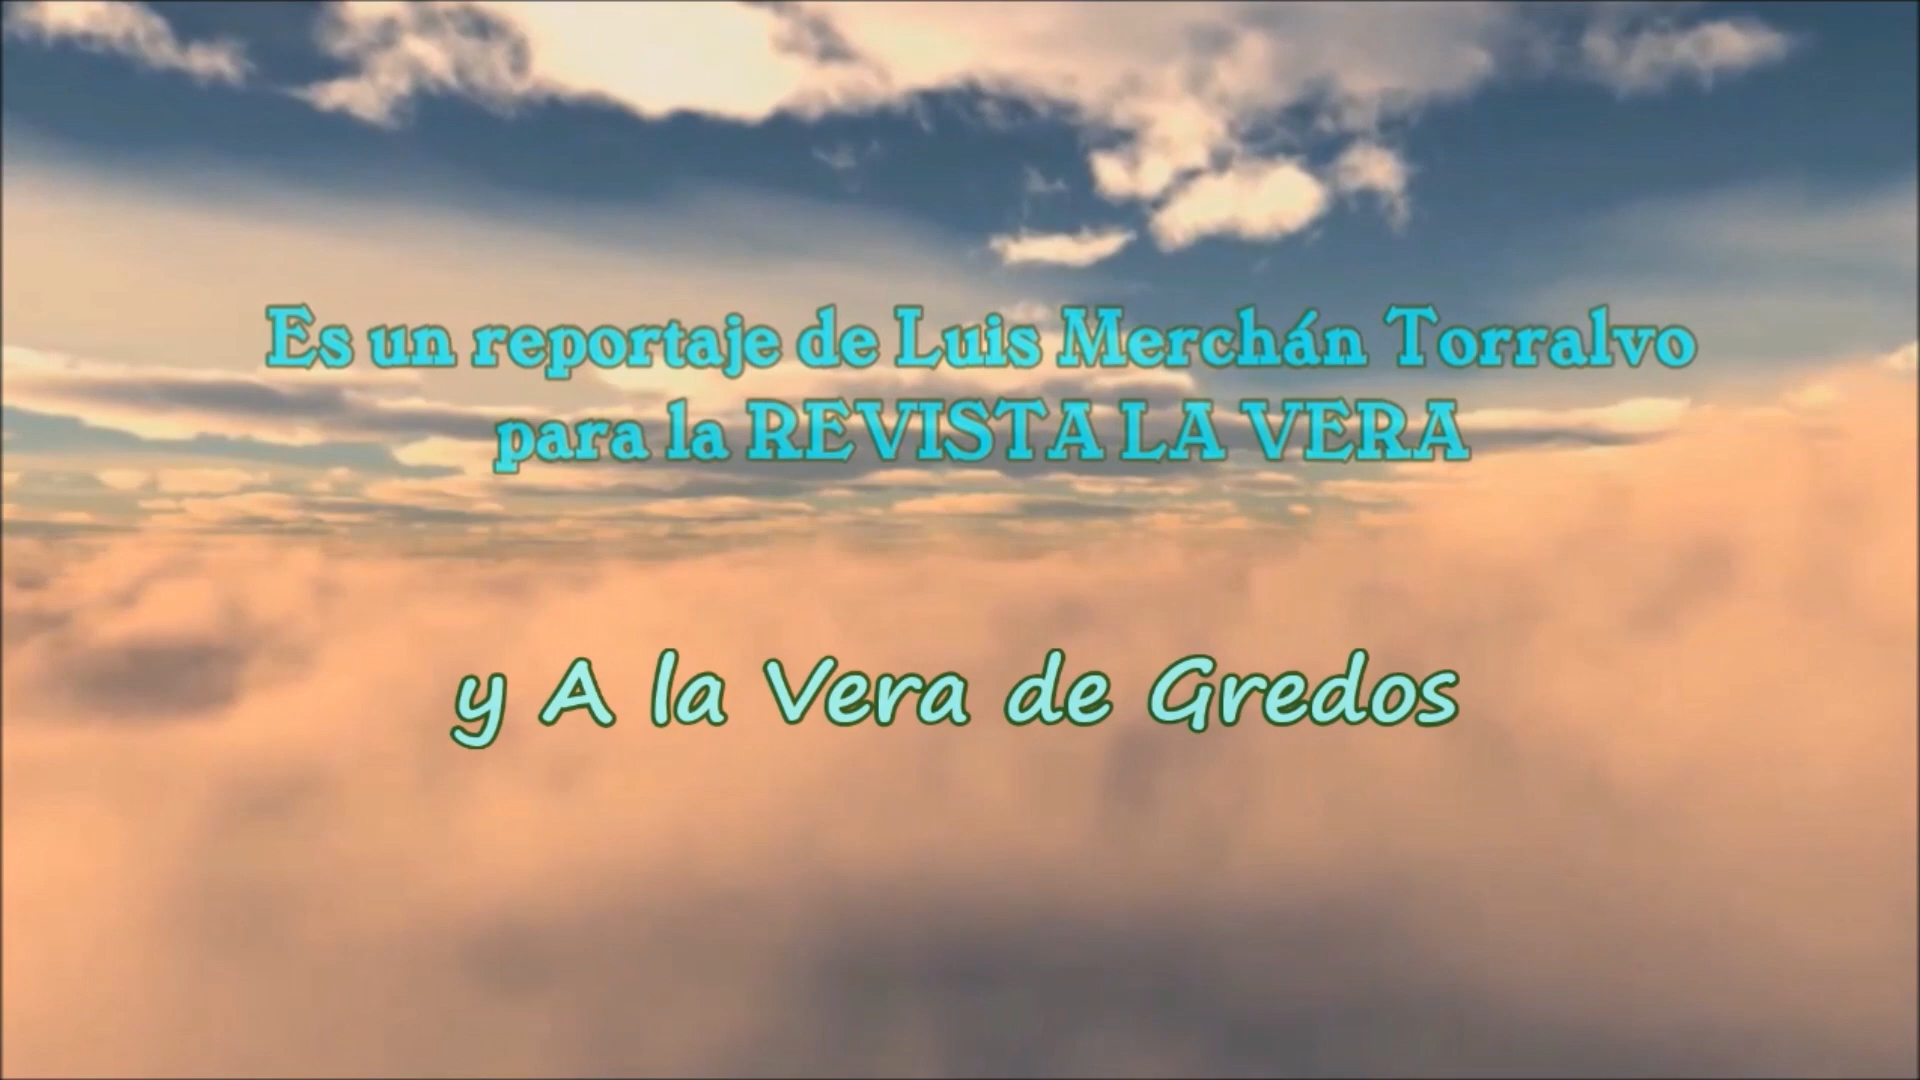 Es un reportaje de Luis Merchán Torralvo
para la REVISTA LA VERA
y A la Vera de Gredos